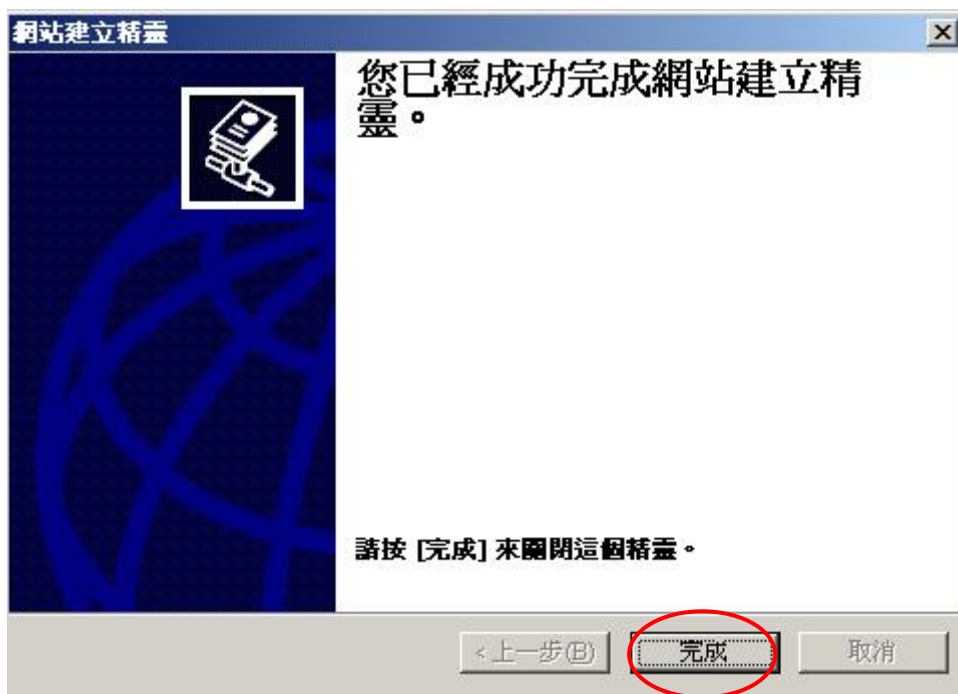 網站建立精靈
您已經成功完成網站建立精
靈。
請按 [完成] 來關閉這個精靈。
<上一步(B)
完成
取消